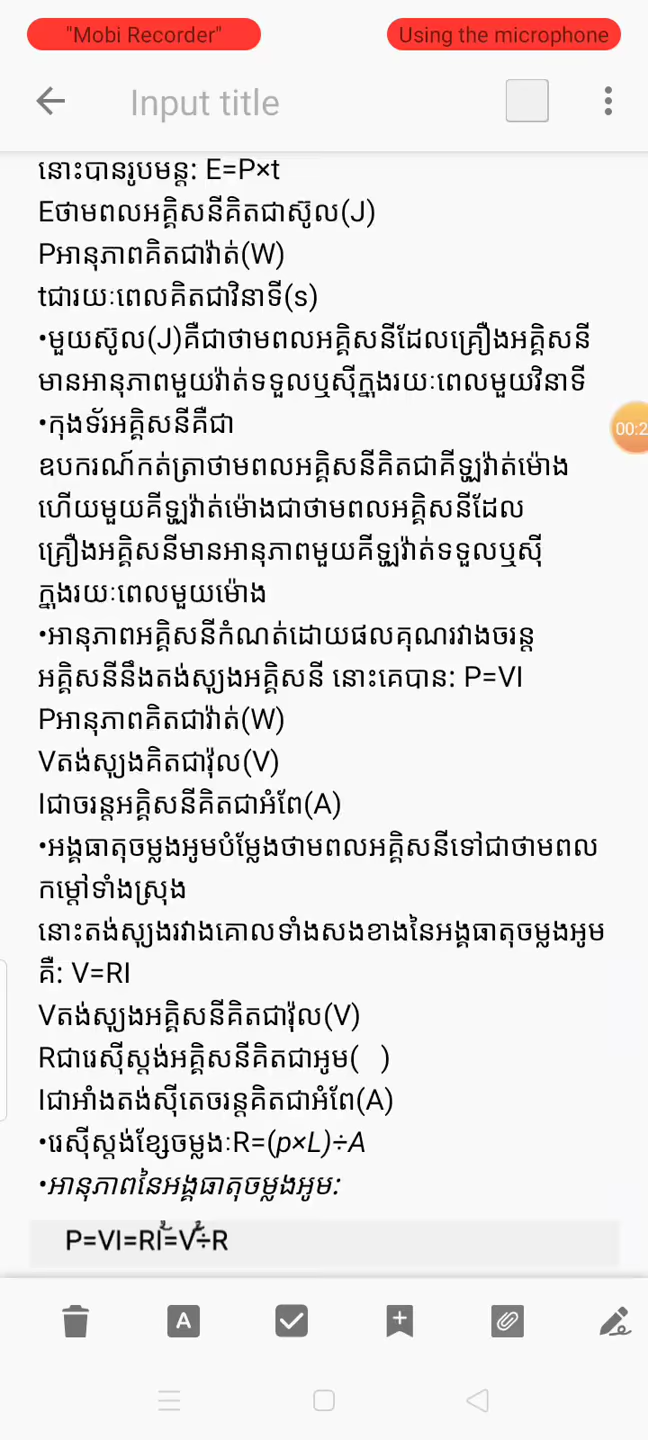 "Mobi Recorder"
Using the microphone
Input title
នោះបានរូបមន្ត: E=P×t
Eថាមពលអគ្គិសនីគិតជាស៊ូល(J)
Pអានុភាពគិតជាវ៉ាត់(W)
tជារយៈពេលគិតជាវិនាទី(s)
•មួយស៊ូល(J)គឺជាថាមពលអគ្គិសនីដែលគ្រឿងអគ្គិសនី
មានអានុភាពមួយវ៉ាត់ទទួលឬស៊ីក្នុងរយៈពេលមួយវិនាទី
•កុងទ័រអគ្គិសនីគឺជា
00:2
ឧបករណ៍កត់ត្រាថាមពលអគ្គិសនីគិតជាគីឡូវ៉ាត់ម៉ោង
ហើយមួយគីឡូវ៉ាត់ម៉ោងជាថាមពលអគ្គិសនីដែល
គ្រឿងអគ្គិសនីមានអានុភាពមួយគីឡូវ៉ាត់ទទួលឬស៊ី
ក្នុងរយៈពេលមួយម៉ោង
•អានុភាពអគ្គិសនីកំណត់ដោយផលគុណរវាងចរន្ត
អគ្គិសនីនឹងតង់ស្យុងអគ្គិសនី នោះគេបាន: P=VI
Pអានុភាពគិតជាវ៉ាត់(W)
Vតង់ស្យុងគិតជាវ៉ុល(V)
Iជាចរន្តអគ្គិសនីគិតជាអំពែ(A)
•អង្គធាតុចម្លងអូមបំម្លែងថាមពលអគ្គិសនីទៅជាថាមពល
កម្តៅទាំងស្រុង
នោះតង់ស្យុងរវាងគោលទាំងសងខាងនៃអង្គធាតុចម្លងអូម
គឺ: V=RI
Vតង់ស្យុងអគ្គិសនីគិតជាវ៉ុល(V)
Rជារេស៊ីស្តង់អគ្គិសនីគិតជាអូម( )
Iជាអាំងតង់ស៊ីតេចរន្តគិតជាអំពែ(A)
•រេស៊ីស្តង់ខ្សែចម្លងៈR=(p×L)÷A
•អានុភាពនៃអង្គធាតុចម្លងអូម:
P=VI=RI²=V²÷R
A